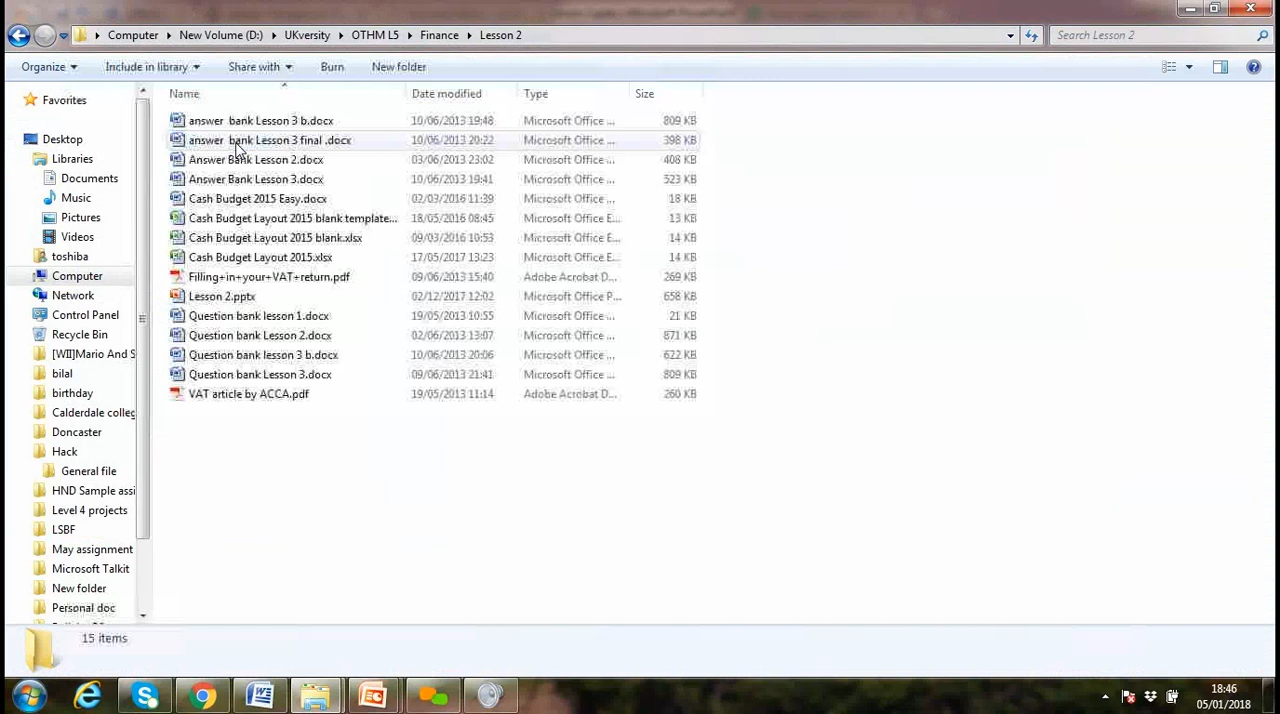 Computer New Volume (D:) UKversity OTHM L5 Finance Lesson 2 Search Lesson 2
Organize Include in library Share with Burn New folder
Favorites
Desktop
Libraries
Documents
Music
Pictures
Videos
toshiba
Computer
Network
Control Panel
Recycle Bin
[WII]Mario And S
bilal
birthday
Calderdale colleg
Doncaster
Hack
General file
HND Sample assi
Level 4 projects
LSBF
May assignment
Microsoft Talkit
New folder
Personal doc
Name Date modified Type Size
answer bank Lesson 3 b.docx 10/06/2013 19:48 Microsoft Office ... 809 KB
answer bank Lesson 3 final .docx 10/06/2013 20:22 Microsoft Office ... 398 KB
Answer Bank Lesson 2.docx 03/06/2013 23:02 Microsoft Office ... 408 KB
Answer Bank Lesson 3.docx 10/06/2013 19:41 Microsoft Office ... 523 KB
Cash Budget 2015 Easy.docx 02/03/2016 11:39 Microsoft Office ... 18 KB
Cash Budget Layout 2015 blank template... 18/05/2016 08:45 Microsoft Office E... 13 KB
Cash Budget Layout 2015 blank.xlsx 09/03/2016 10:53 Microsoft Office E... 14 KB
Cash Budget Layout 2015.xlsx 17/05/2017 13:23 Microsoft Office E... 14 KB
Filling+in+your+VAT+return.pdf 09/06/2013 15:40 Adobe Acrobat D... 269 KB
Lesson 2.pptx 02/12/2017 12:02 Microsoft Office P... 658 KB
Question bank lesson 1.docx 19/05/2013 10:55 Microsoft Office ... 21 KB
Question bank Lesson 2.docx 02/06/2013 13:07 Microsoft Office ... 871 KB
Question bank lesson 3 b.docx 10/06/2013 20:06 Microsoft Office ... 622 KB
Question bank Lesson 3.docx 09/06/2013 21:41 Microsoft Office ... 809 KB
VAT article by ACCA.pdf 19/05/2013 11:14 Adobe Acrobat D... 260 KB
15 items
18:46
05/01/2018